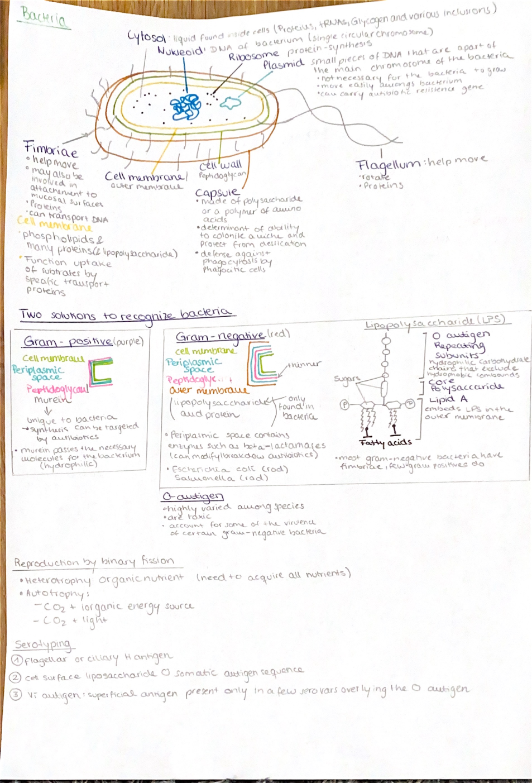 Bacteria
Cytosol: liquid found inside cells (Proteins, tRNAs, Glycogen and various inclusions)
Nucleoid: DNA of bacterium (single circular chromosome)
Ribosome protein-synthesis
Plasmid small pieces of DNA that are apart of
the main chromosome of the bacteria
• not necessary for the bacteria to grow
• move easily amongs bacterium
• can carry antibiotic resistence gene
Fimbriae
• help move
• may also be
involved in
attachement to
mucosal surfaces
• Proteins
• can transport DNA
Cell membrane/
outer membrane
Cell wall
Peptidoglycan
Capsule
• made of polysaccharide
or a polymer of amino
acids
• determinant of ability
to colonize a niche and
protect from desiccation
• defense against
phagocytosis by
phagocitic cells
Flagellum: help move
• rotate
• Proteins
Cell membrane
• phospholipids &
many proteins (& lipopolysaccharide)
• Function uptake
of substrates by
specific transport
proteins
Two solutions to recognize bacteria
Gram-positive (purple)
Cell membrane
Periplasmic
space
Peptidoglycan
murein
unique to bacteria
→ synthesis can be targeted
by antibiotics
• murein passes the necessary
molecules for the bacterium
(hydrophilic)
Gram-negative (red)
cell membrane
Periplasmic
space
thinner
outer membrane
(lipopolysaccharide
and protein)
only
found in
bacteria
• Periplasmic space contains
enzymes such as beta-lactamases
(can modify/breakdown antibiotics)
• Escherichia coli (rod)
Salmonella (rod)
Lipopolysaccharide (LPS)
O antigen
Repeating
Subunits
hydrophilic carbohydrate
chains that exclude
hydrophobic compounds
Core
Polysaccaride
Sugars
Lipid A
embeds LPS in the
outer membrane
P
P
Fatty acids
• most gram-negative bacteria have
fimbriae, few gram positives do
O-antigen
• highly varied among species
• are toxic
• account for some of the virulence
of certain gram-negative bacteria
Reproduction by binary fission
• Heterotrophy organic nutrient (need to acquire all nutrients)
• Autotrophys
- CO2 + inorganic energy source
- CO2 + light
Serotyping
① Flagellar or ciliary H antigen
② cell surface liposaccharide O somatic antigen sequence
③ Vi antigen: superficial antigen present only in a few serovars overlying the O antigen